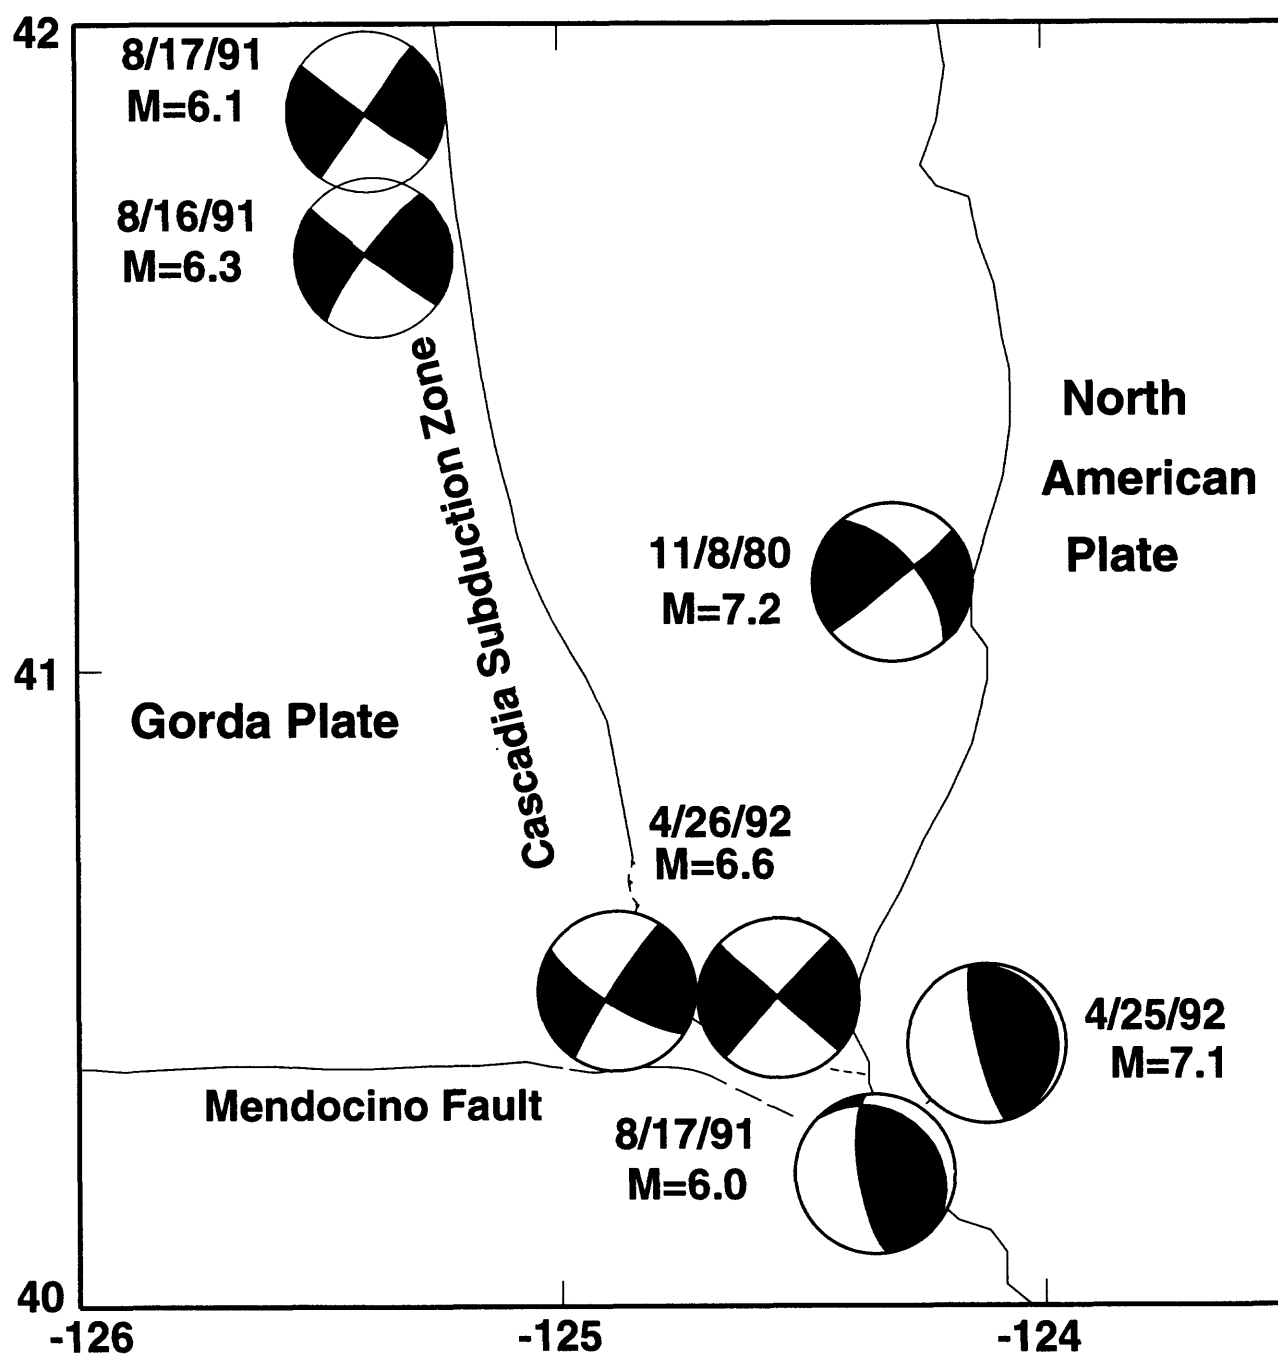 42
8/17/91
M=6.1
8/16/91
M=6.3
Cascadia Subduction Zone
North
American
Plate
11/8/80
M=7.2
41
Gorda Plate
4/26/92
M=6.6
4/25/92
M=7.1
Mendocino Fault
8/17/91
M=6.0
40
-126
-125
-124